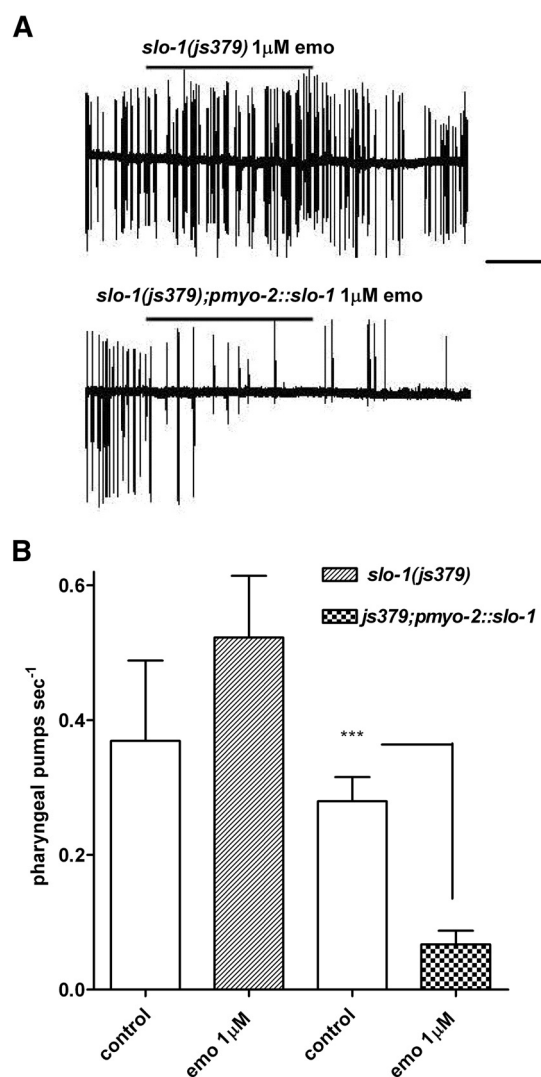 A
slo-1(js379) 1μM emo
slo-1(js379);pmyo-2::slo-1 1μM emo
B
slo-1(js379)
js379;pmyo-2::slo-1
pharyngeal pumps sec-1
0.6
0.4
0.2
0.0
***
control
emo 1μM
control
emo 1μM